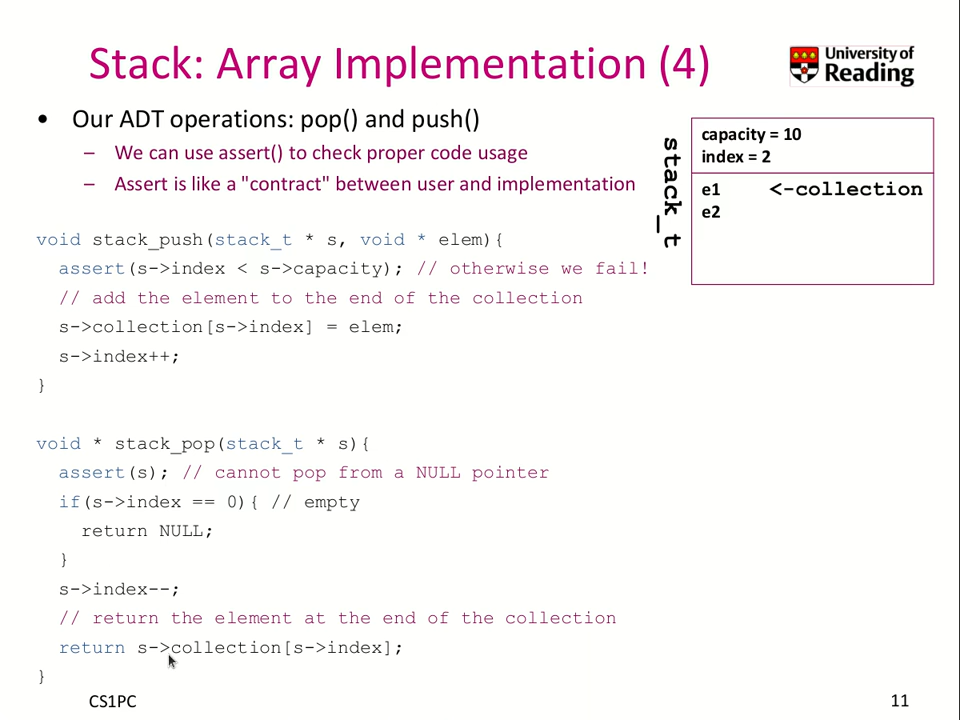 Stack: Array Implementation (4)
University of
Reading
• Our ADT operations: pop() and push()
– We can use assert() to check proper code usage
– Assert is like a "contract" between user and implementation
stack_t
capacity = 10
index = 2
e1 <-collection
e2
void stack_push(stack_t * s, void * elem){
  assert(s->index < s->capacity); // otherwise we fail!
  // add the element to the end of the collection
  s->collection[s->index] = elem;
  s->index++;
}
void * stack_pop(stack_t * s){
  assert(s); // cannot pop from a NULL pointer
  if(s->index == 0){ // empty
    return NULL;
  }
  s->index--;
  // return the element at the end of the collection
  return s->collection[s->index];
}
CS1PC
11